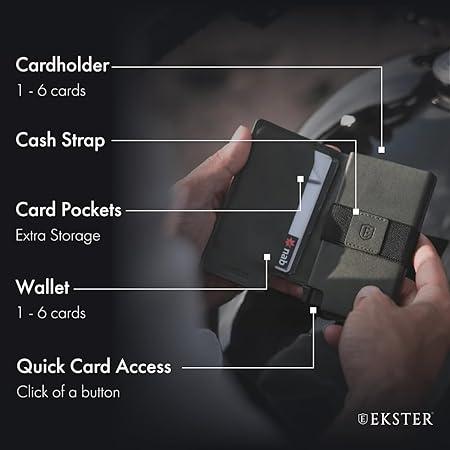 Cardholder
1 - 6 cards
Cash Strap
Card Pockets
Extra Storage
nab
Wallet
1 - 6 cards
Quick Card Access
Click of a button
E
E EKSTER